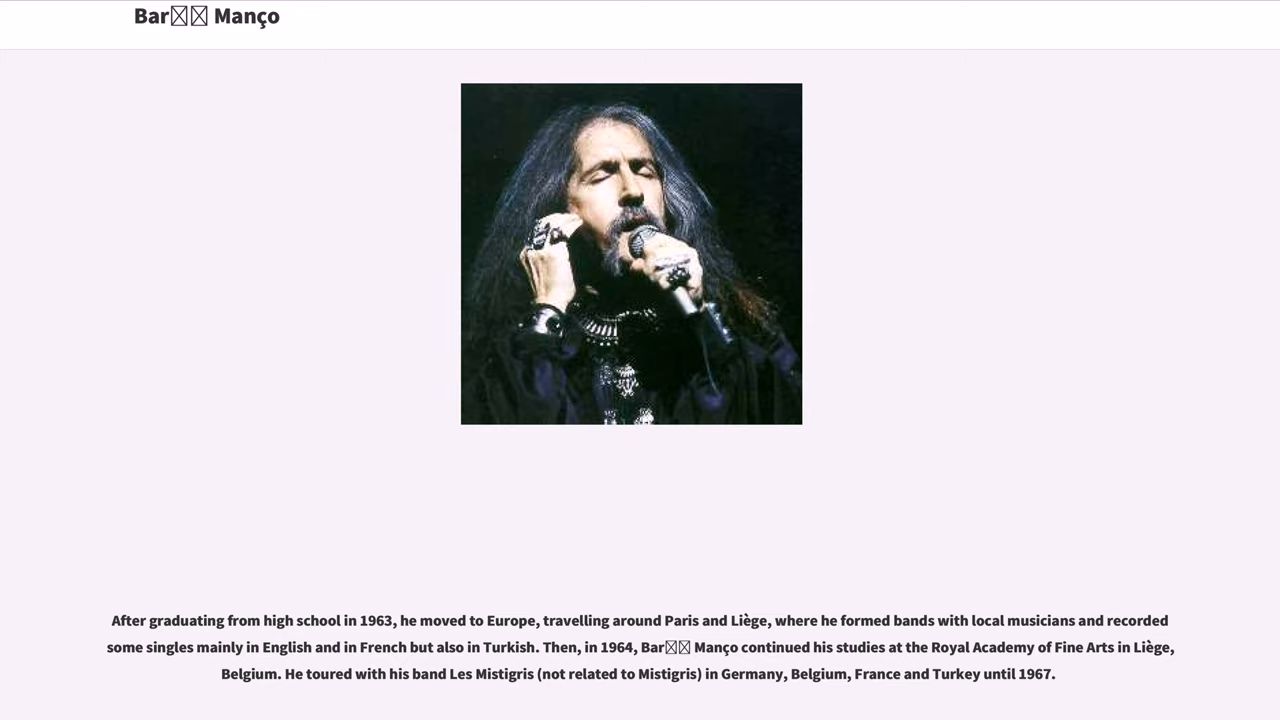 Bar□□ Manço
After graduating from high school in 1963, he moved to Europe, travelling around Paris and Liège, where he formed bands with local musicians and recorded
some singles mainly in English and in French but also in Turkish. Then, in 1964, Bar□□ Manço continued his studies at the Royal Academy of Fine Arts in Liège,
Belgium. He toured with his band Les Mistigris (not related to Mistigris) in Germany, Belgium, France and Turkey until 1967.